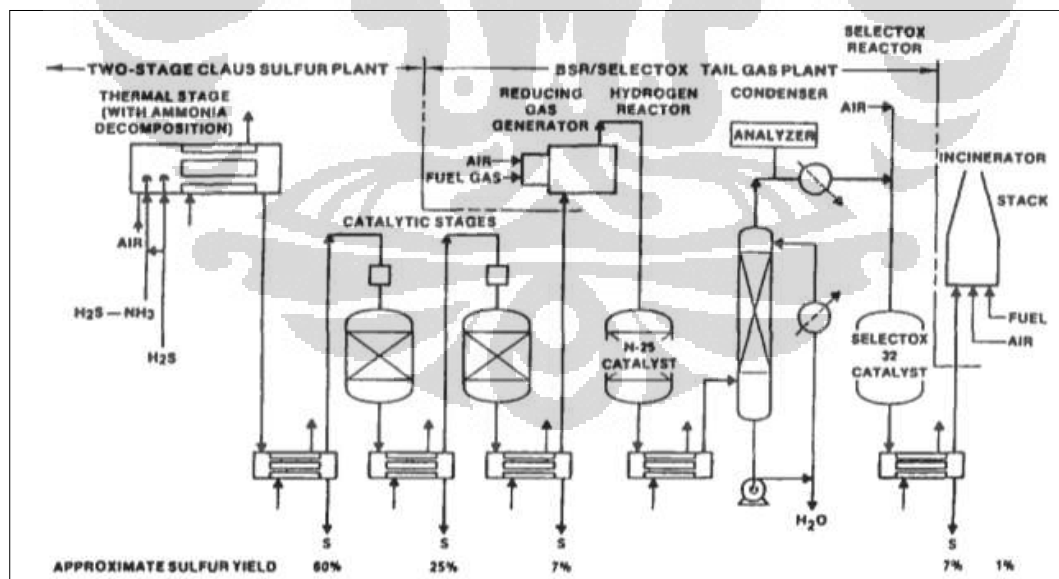 SELECTOX
REACTOR
TWO-STAGE CLAUS SULFUR PLANT
BSR/SELECTOX TAIL GAS PLANT
THERMAL STAGE
(WITH AMMONIA
DECOMPOSITION)
REDUCING
GAS
GENERATOR
HYDROGEN
REACTOR
CONDENSER
AIR
ANALYZER
AIR
FUEL GAS
INCINERATOR
STACK
CATALYTIC STAGES
AIR
H2S — NH3
H2S
N-25
CATALYST
SELECTOX
32
CATALYST
FUEL
AIR
H2O
S
S
S
S
APPROXIMATE SULFUR YIELD 60% 25% 7% 7% 1%